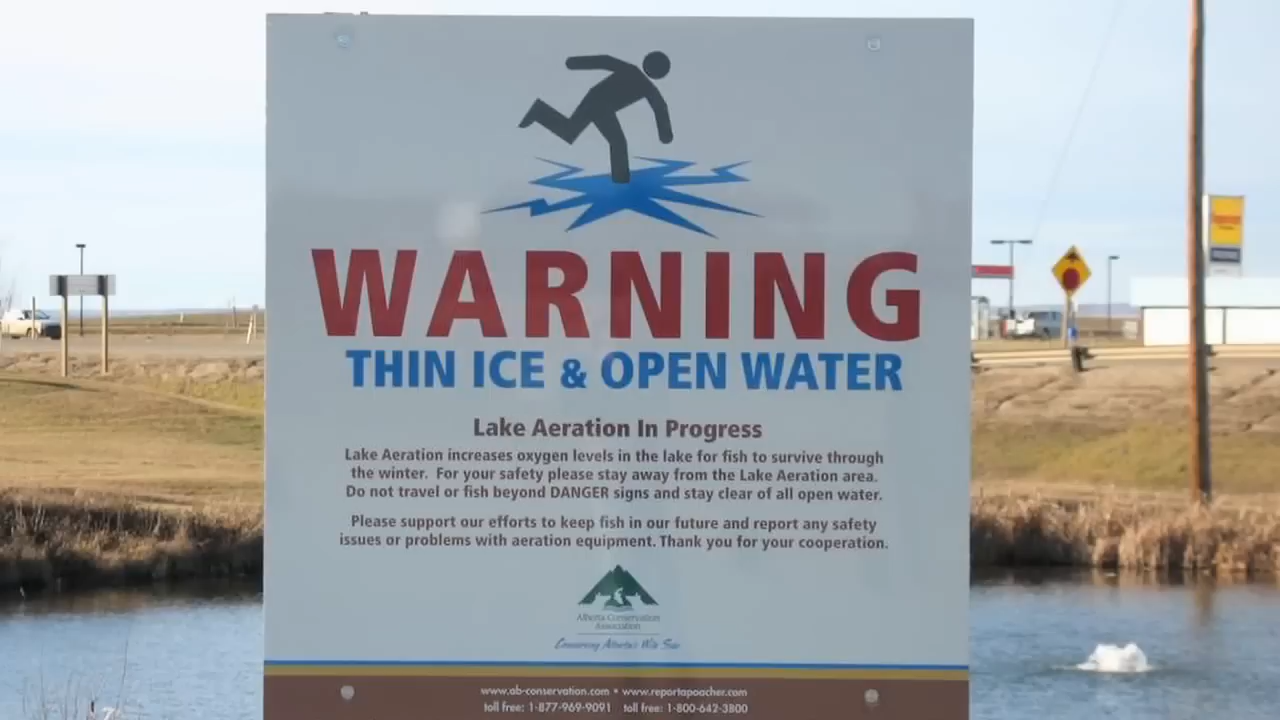 WARNING
THIN ICE & OPEN WATER
Lake Aeration In Progress
Lake Aeration increases oxygen levels in the lake for fish to survive through
the winter. For your safety please stay away from the Lake Aeration area.
Do not travel or fish beyond DANGER signs and stay clear of all open water.
Please support our efforts to keep fish in our future and report any safety
issues or problems with aeration equipment. Thank you for your cooperation.
Alberta Conservation
Association
Conserving Alberta's Wild Side
www.ab-conservation.com • www.reportapoacher.com
toll free: 1-877-969-9091 toll free: 1-800-642-3800